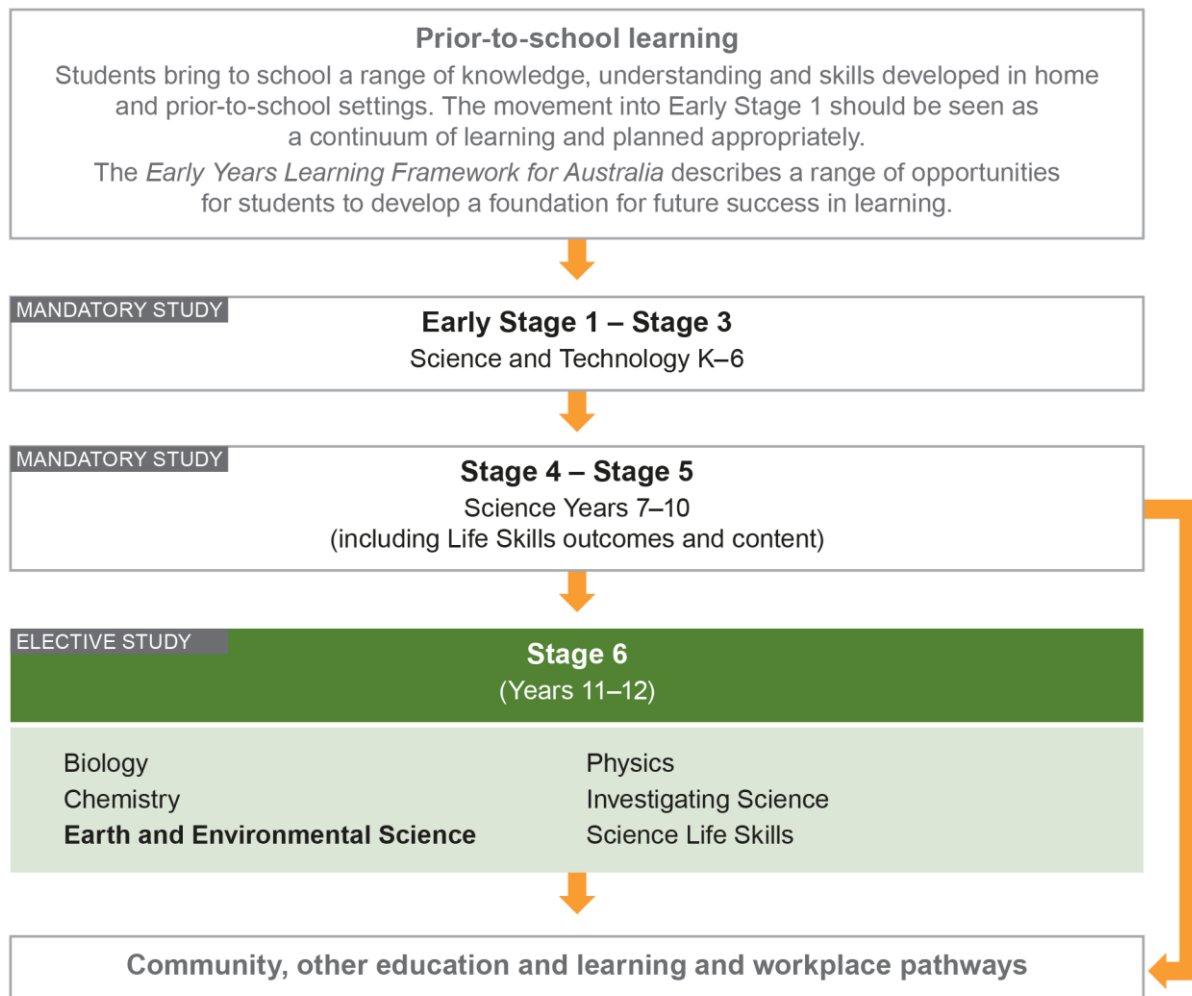 Prior-to-school learning
Students bring to school a range of knowledge, understanding and skills developed in home
and prior-to-school settings. The movement into Early Stage 1 should be seen as
a continuum of learning and planned appropriately.
The Early Years Learning Framework for Australia describes a range of opportunities
for students to develop a foundation for future success in learning.
MANDATORY STUDY
Early Stage 1 – Stage 3
Science and Technology K–6
MANDATORY STUDY
Stage 4 – Stage 5
Science Years 7–10
(including Life Skills outcomes and content)
ELECTIVE STUDY
Stage 6
(Years 11–12)
Biology
Chemistry
Earth and Environmental Science
Physics
Investigating Science
Science Life Skills
Community, other education and learning and workplace pathways